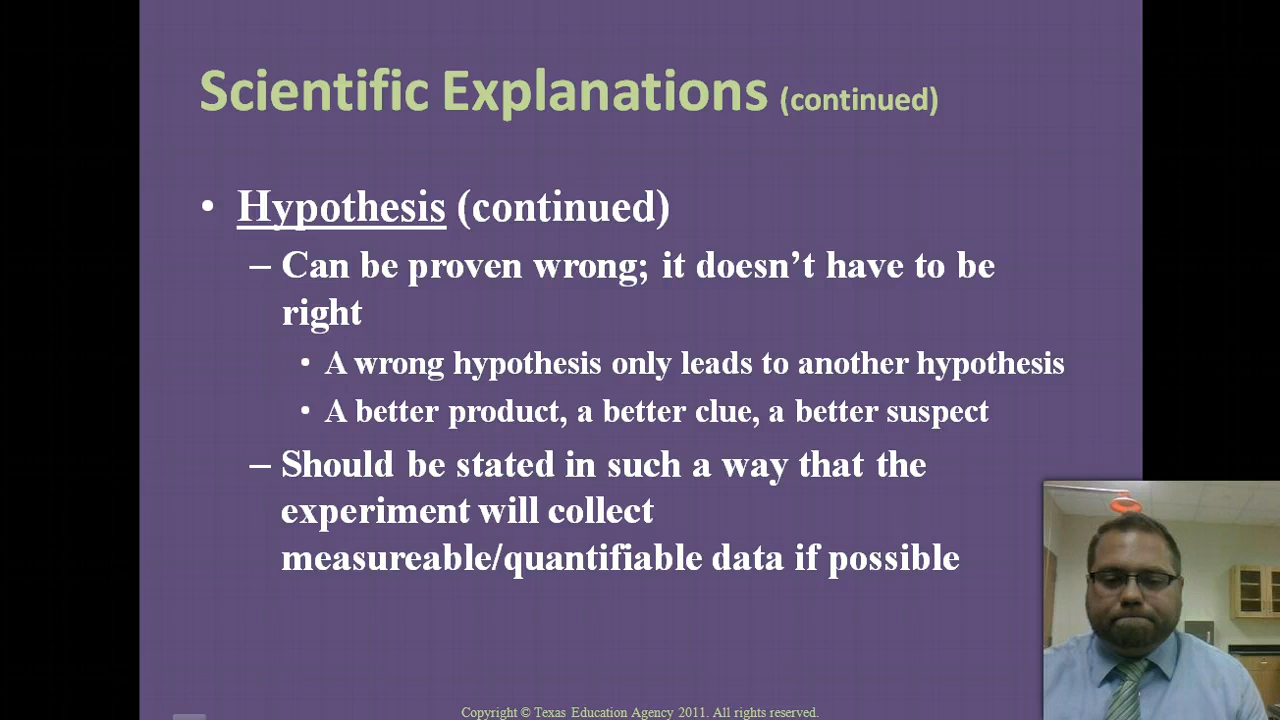 Scientific Explanations (continued)
• Hypothesis (continued)
– Can be proven wrong; it doesn’t have to be
right
• A wrong hypothesis only leads to another hypothesis
• A better product, a better clue, a better suspect
– Should be stated in such a way that the
experiment will collect
measureable/quantifiable data if possible
Copyright © Texas Education Agency 2011. All rights reserved.